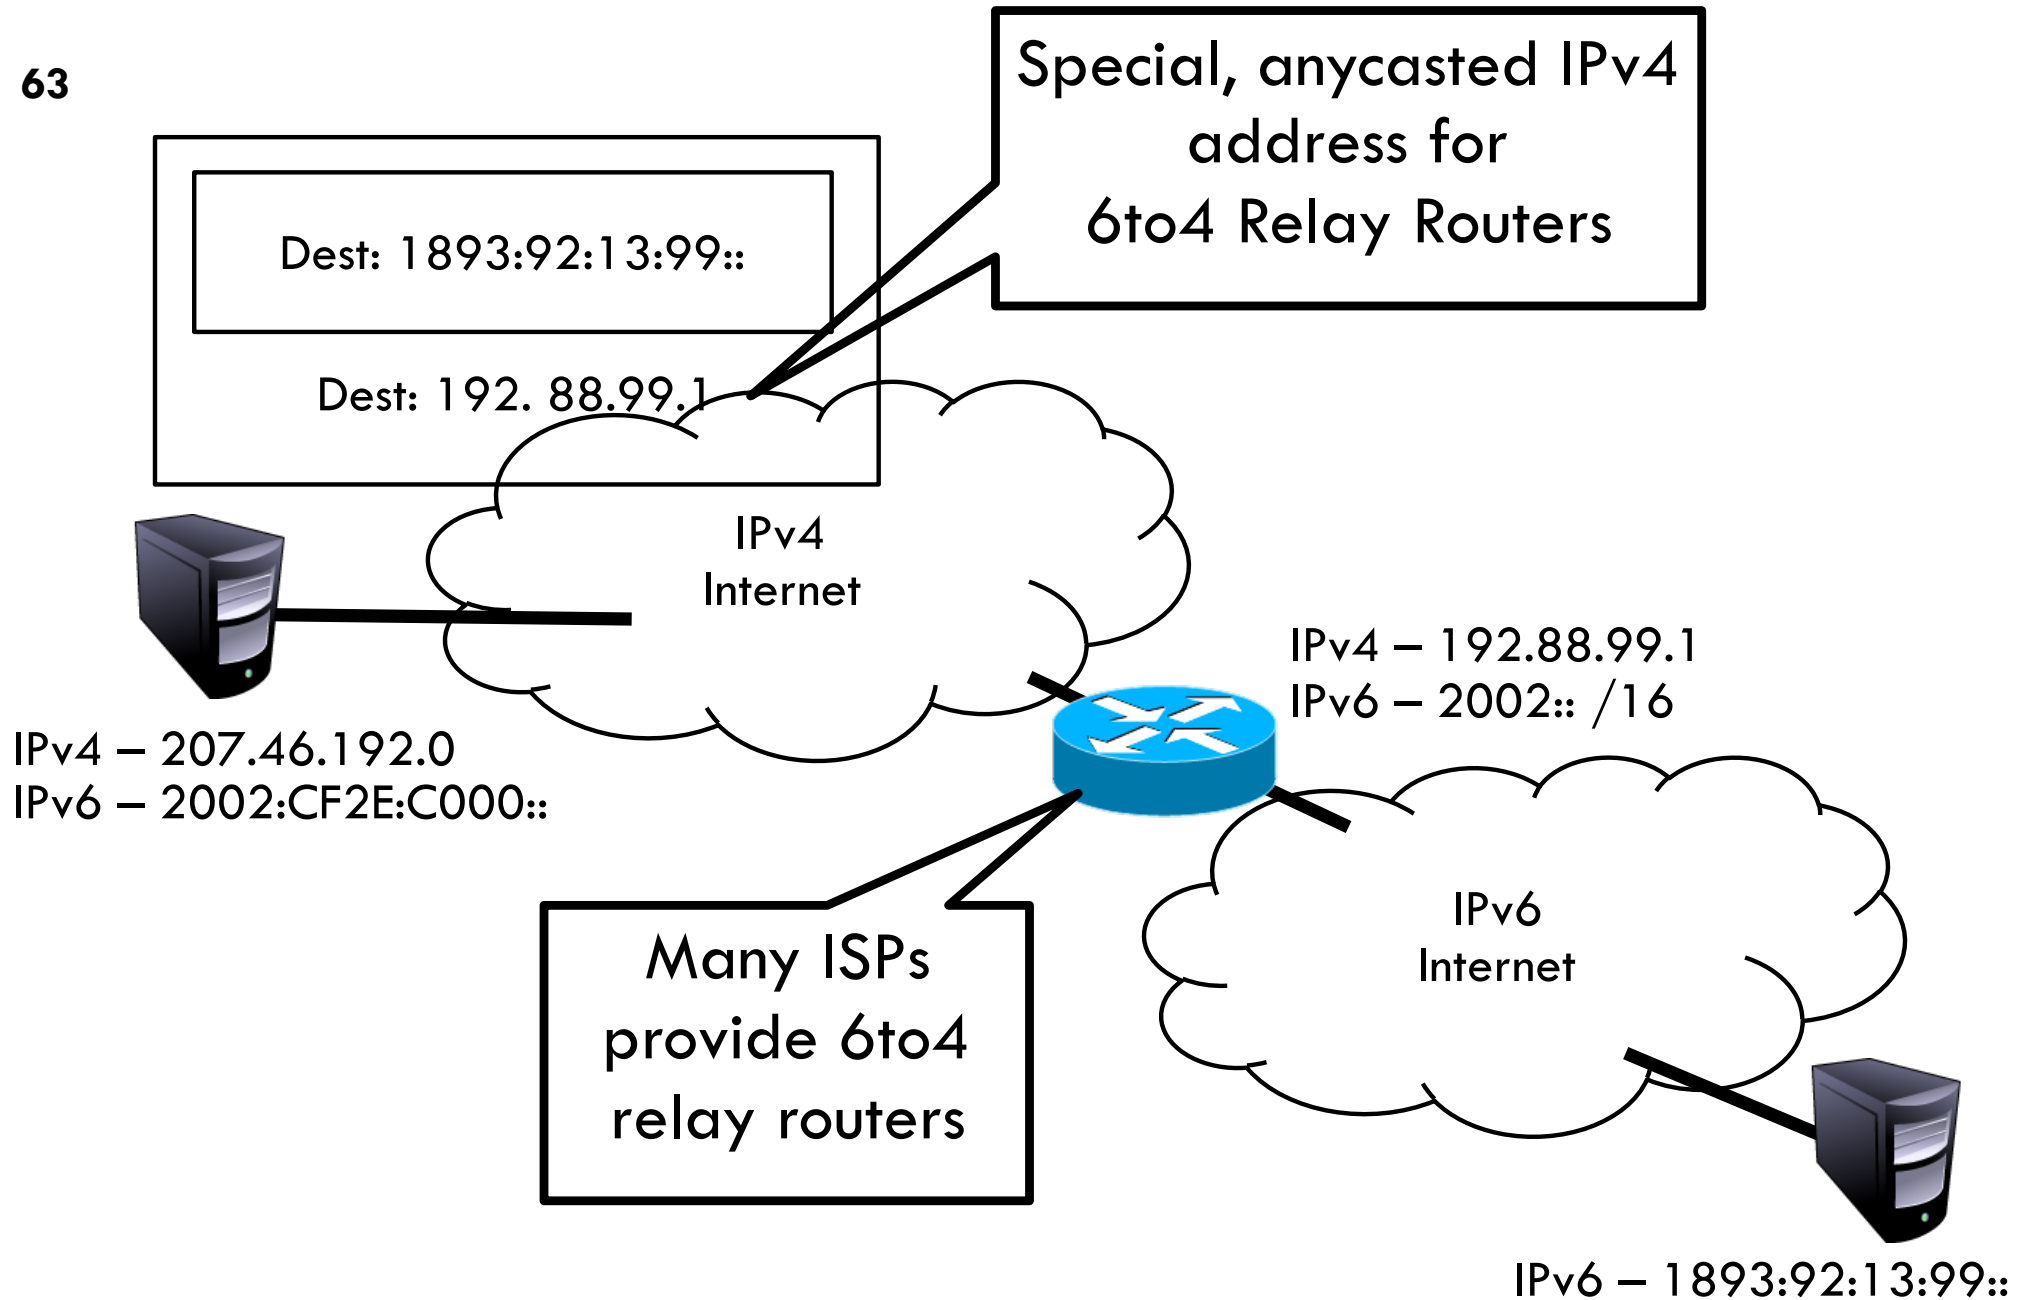 63
Special, anycasted IPv4
address for
6to4 Relay Routers
Dest: 1893:92:13:99::
Dest: 192. 88.99.1
IPv4
Internet
IPv4 – 192.88.99.1
IPv6 – 2002:: /16
IPv4 – 207.46.192.0
IPv6 – 2002:CF2E:C000::
Many ISPs
provide 6to4
relay routers
IPv6
Internet
IPv6 – 1893:92:13:99::